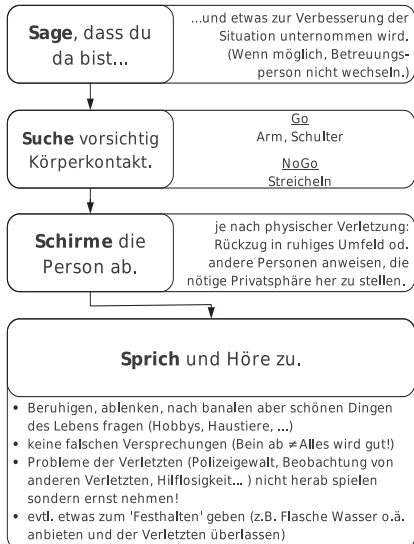 Sage, dass du
da bist...
...und etwas zur Verbesserung der
Situation unternommen wird.
(Wenn möglich, Betreuungs-
person nicht wechseln.)
Suche vorsichtig
Körperkontakt.
Go
Arm, Schulter
NoGo
Streicheln
Schirme die
Person ab.
je nach physischer Verletzung:
Rückzug in ruhiges Umfeld od.
andere Personen anweisen, die
nötige Privatsphäre her zu stellen.
Sprich und Höre zu.
• Beruhigen, ablenken, nach banalen aber schönen Dingen
des Lebens fragen (Hobbys, Haustiere, ...)
• keine falschen Versprechungen (Bein ab ≠Alles wird gut!)
• Probleme der Verletzten (Polizeigewalt, Beobachtung von
anderen Verletzten, Hilflosigkeit... ) nicht herab spielen
sondern ernst nehmen!
• evtl. etwas zum 'Festhalten' geben (z.B. Flasche Wasser o.ä.
anbieten und der Verletzten überlassen)